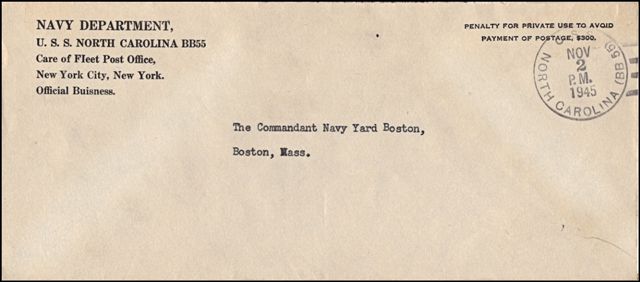 NAVY DEPARTMENT,
U. S. S. NORTH CAROLINA BB55
Care of Fleet Post Office,
New York City, New York.
Official Buisness.
PENALTY FOR PRIVATE USE TO AVOID
PAYMENT OF POSTAGE, $300.
NOV
2
P.M.
1945
NORTH CAROLINA (BB 55)
The Commandant Navy Yard Boston,
Boston, Mass.